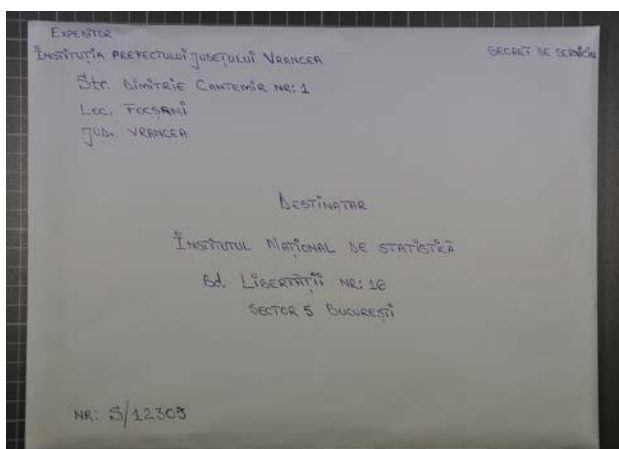 EXPEDITOR
INSTITUȚIA PREFECTULUI JUDEȚULUI VRANCEA
SECRET DE SERVICIU
Str. DIMITRIE CANTEMIR NR: 1
LOC. FOCȘANI
JUD. VRANCEA
DESTINATAR
INSTITUTUL NAȚIONAL DE STATISTICĂ
Bd. LIBERTĂȚII NR: 16
SECTOR 5 BUCUREȘTI
NR: S/12309